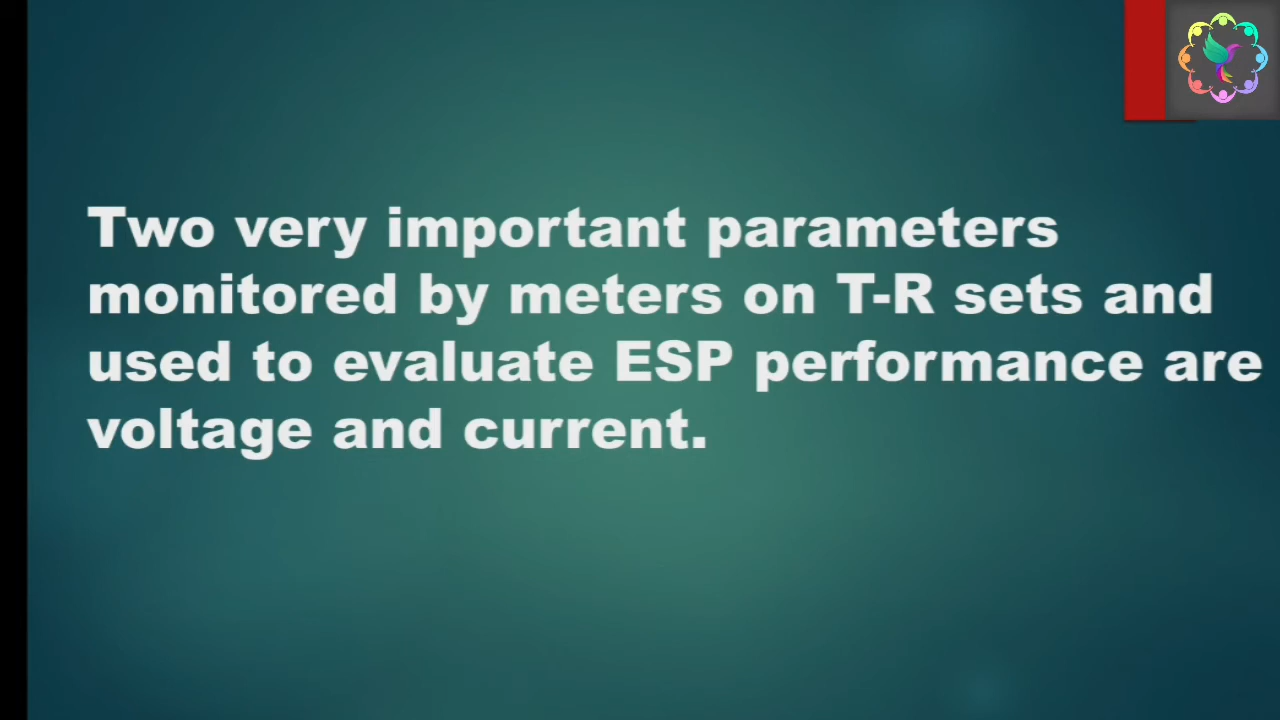 Two very important parameters
monitored by meters on T-R sets and
used to evaluate ESP performance are
voltage and current.